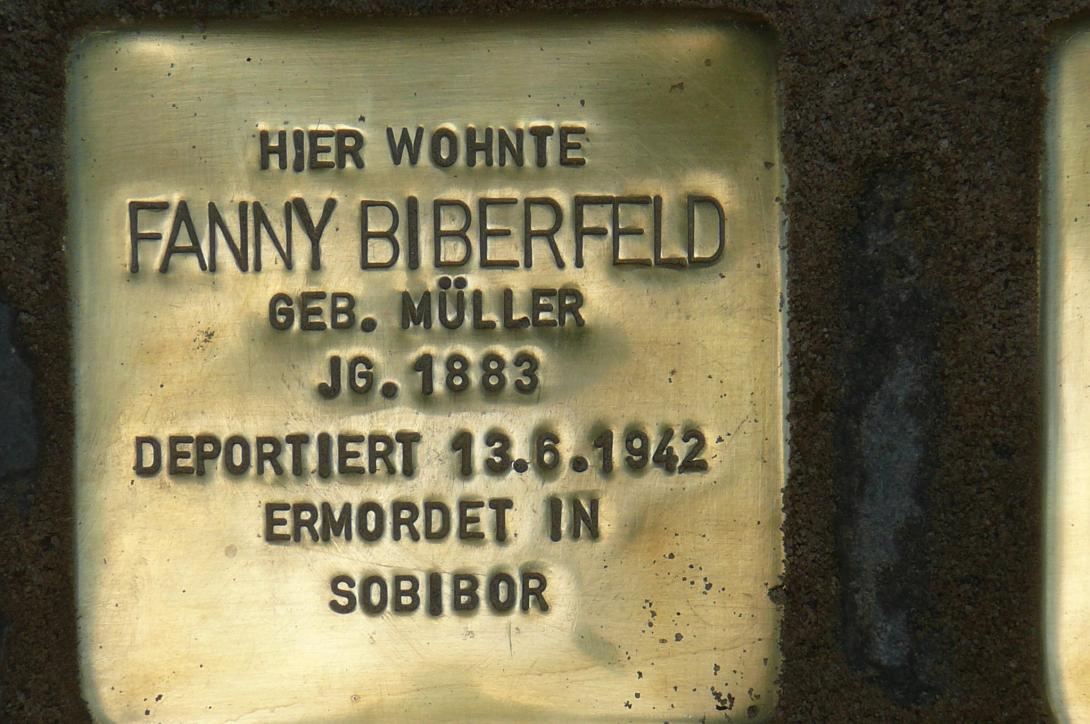 HIER WOHNTE
FANNY BIBERFELD
GEB. MÜLLER
JG. 1883
DEPORTIERT 13.6.1942
ERMORDET IN
SOBIBOR